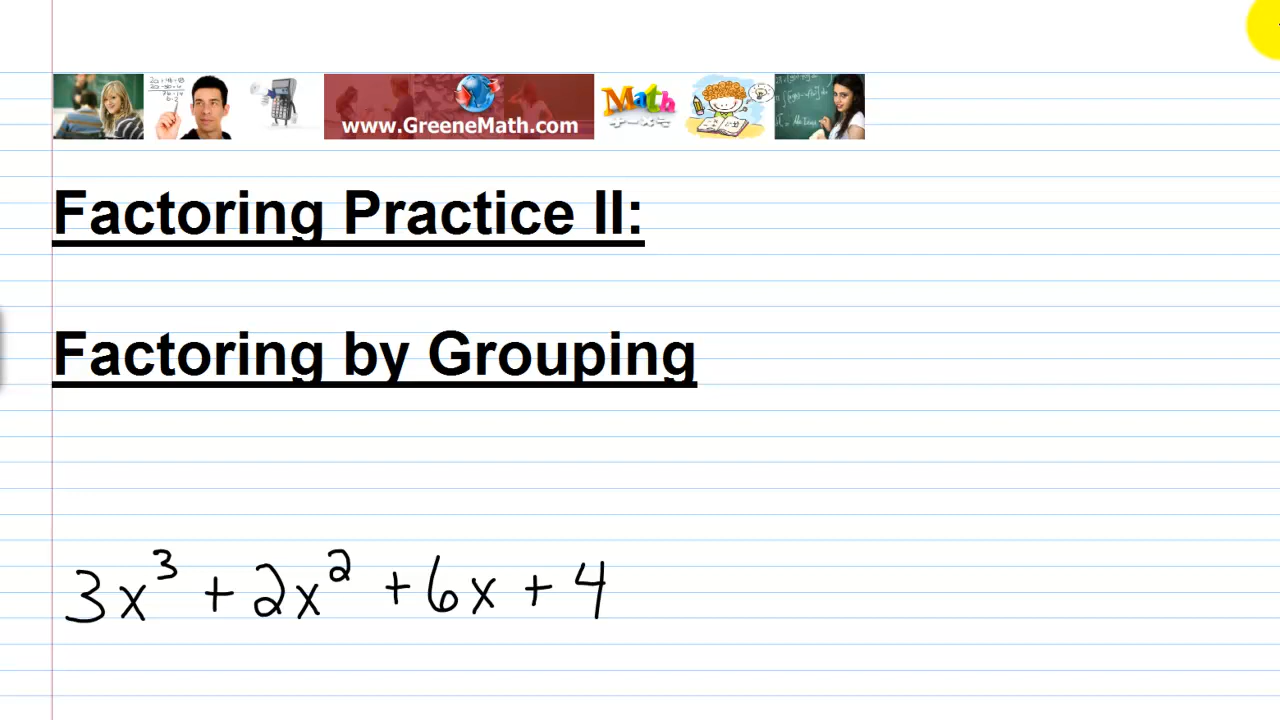 www.GreeneMath.com
Math
Factoring Practice II:
Factoring by Grouping
3x³ + 2x² + 6x + 4